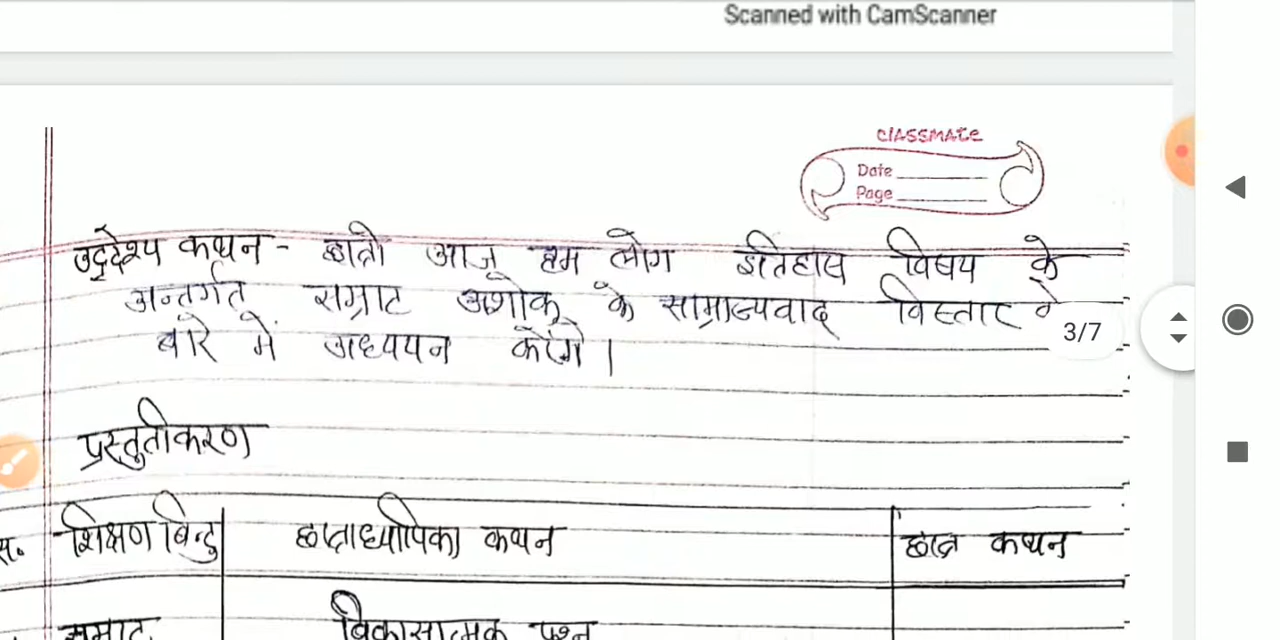 Scanned with CamScanner
CLASSMATE
Date
Page
उद्देश्य कथन - छात्रो आज हम लोग इतिहास विषय के
अन्तर्गत सम्राट अशोक के साम्राज्यवाद विस्तार के
बारे में अध्ययन करेंगे।
3/7
प्रस्तुतीकरण
स. शिक्षण बिन्दु छात्राध्यापिका कथन छात्र कथन
सम्राट विकासात्मक प्रश्न